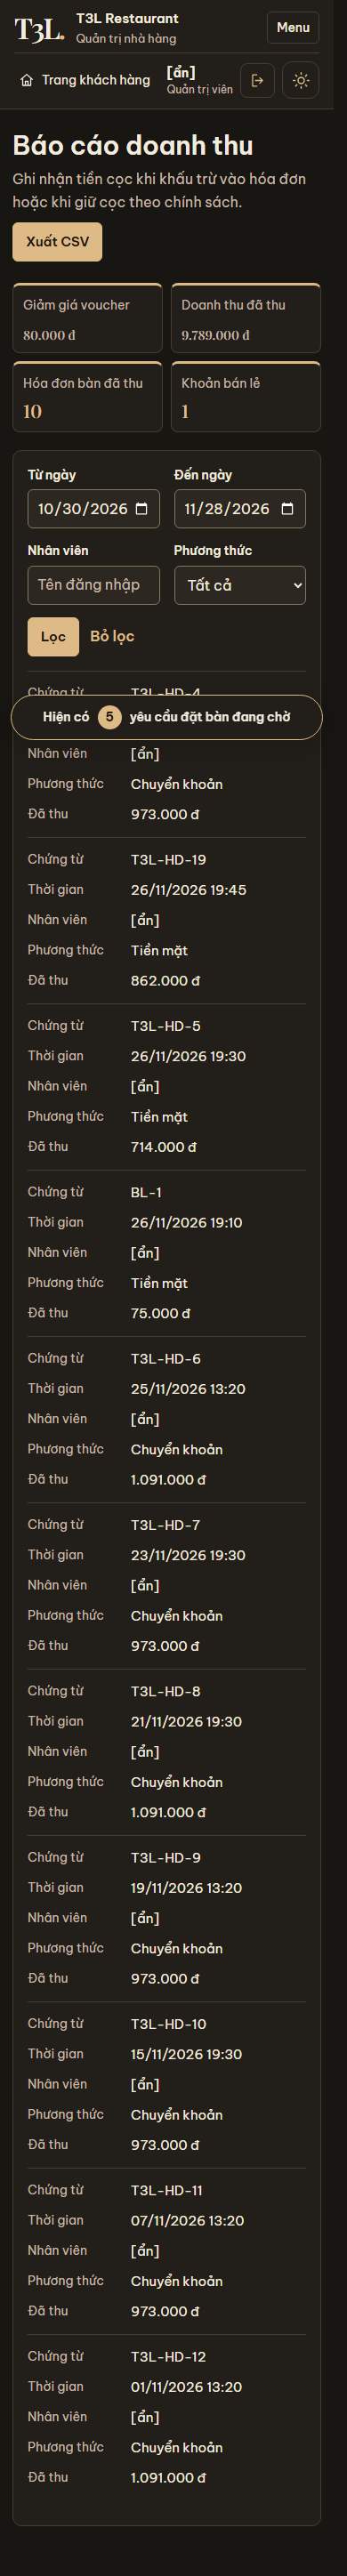 T3L.
T3L Restaurant
Quản trị nhà hàng
Menu
Trang khách hàng
[ẩn]
Quản trị viên
Báo cáo doanh thu
Ghi nhận tiền cọc khi khấu trừ vào hóa đơn
hoặc khi giữ cọc theo chính sách.
Xuất CSV
Giảm giá voucher
80.000 đ
Doanh thu đã thu
9.789.000 đ
Hóa đơn bàn đã thu
10
Khoản bán lẻ
1
Từ ngày
Đến ngày
10/30/2026
11/28/2026
Nhân viên
Phương thức
Tên đăng nhập
Tất cả
Lọc
Bỏ lọc
Chứng từ T3L-HD-4
Hiện có 5 yêu cầu đặt bàn đang chờ
Nhân viên [ẩn]
Phương thức Chuyển khoản
Đã thu 973.000 đ
Chứng từ T3L-HD-19
Thời gian 26/11/2026 19:45
Nhân viên [ẩn]
Phương thức Tiền mặt
Đã thu 862.000 đ
Chứng từ T3L-HD-5
Thời gian 26/11/2026 19:30
Nhân viên [ẩn]
Phương thức Tiền mặt
Đã thu 714.000 đ
Chứng từ BL-1
Thời gian 26/11/2026 19:10
Nhân viên [ẩn]
Phương thức Tiền mặt
Đã thu 75.000 đ
Chứng từ T3L-HD-6
Thời gian 25/11/2026 13:20
Nhân viên [ẩn]
Phương thức Chuyển khoản
Đã thu 1.091.000 đ
Chứng từ T3L-HD-7
Thời gian 23/11/2026 19:30
Nhân viên [ẩn]
Phương thức Chuyển khoản
Đã thu 973.000 đ
Chứng từ T3L-HD-8
Thời gian 21/11/2026 19:30
Nhân viên [ẩn]
Phương thức Chuyển khoản
Đã thu 1.091.000 đ
Chứng từ T3L-HD-9
Thời gian 19/11/2026 13:20
Nhân viên [ẩn]
Phương thức Chuyển khoản
Đã thu 973.000 đ
Chứng từ T3L-HD-10
Thời gian 15/11/2026 19:30
Nhân viên [ẩn]
Phương thức Chuyển khoản
Đã thu 973.000 đ
Chứng từ T3L-HD-11
Thời gian 07/11/2026 13:20
Nhân viên [ẩn]
Phương thức Chuyển khoản
Đã thu 973.000 đ
Chứng từ T3L-HD-12
Thời gian 01/11/2026 13:20
Nhân viên [ẩn]
Phương thức Chuyển khoản
Đã thu 1.091.000 đ